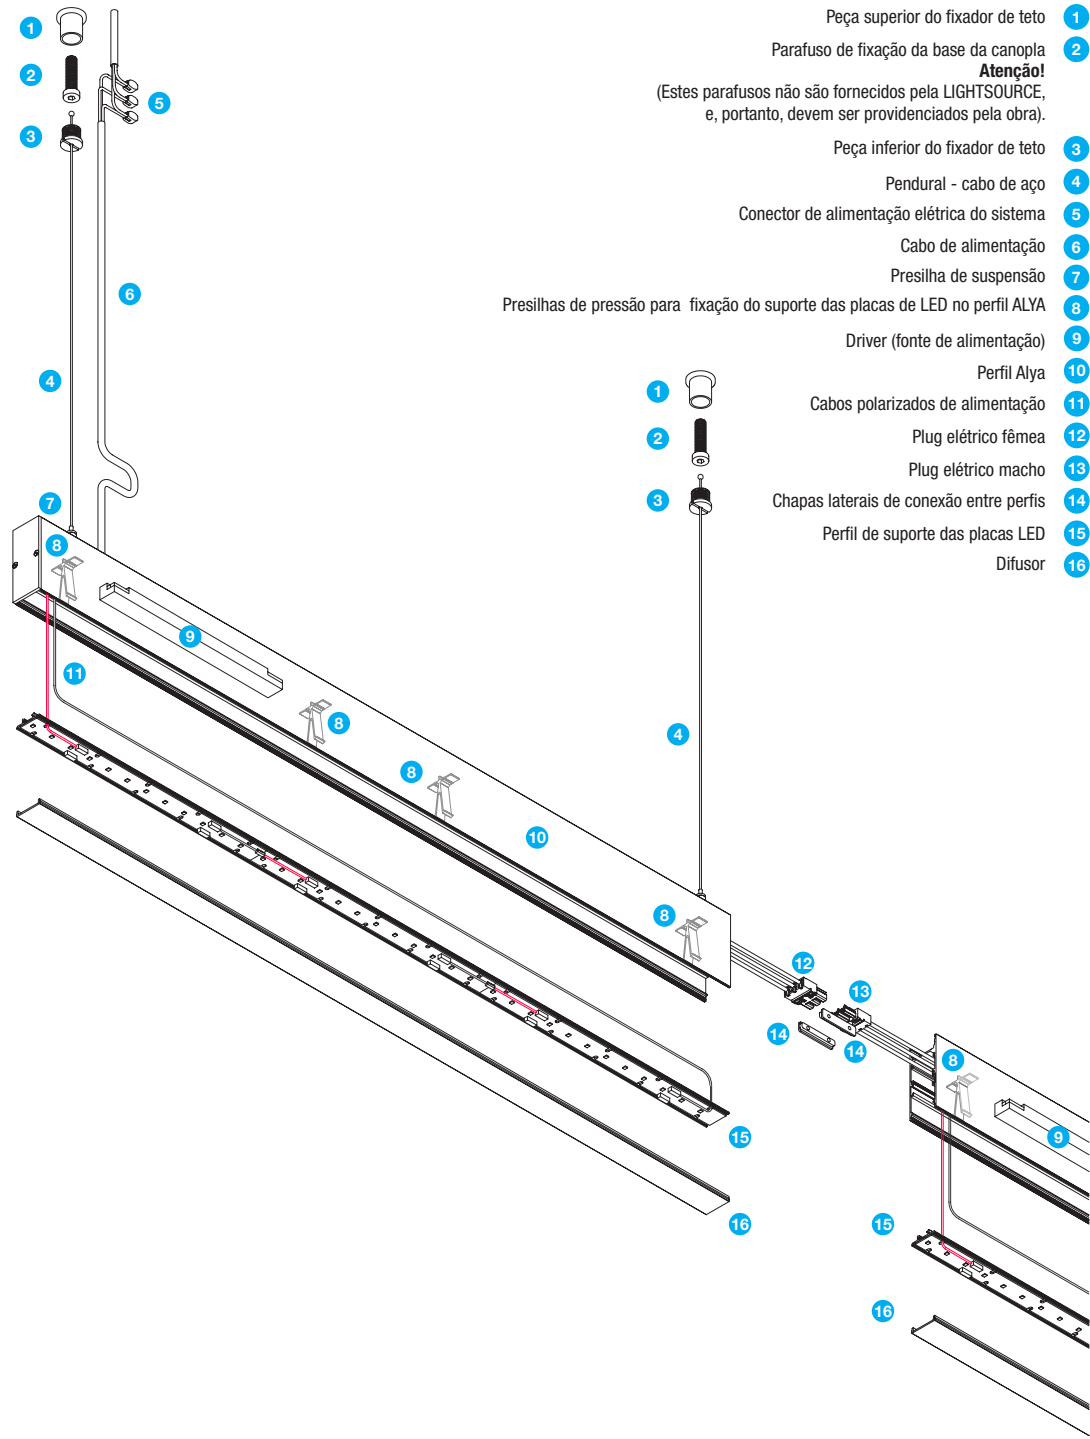 Peça superior do fixador de teto 1
Parafuso de fixação da base da canopla 2
Atenção!
(Estes parafusos não são fornecidos pela LIGHTSOURCE,
e, portanto, devem ser providenciados pela obra).
Peça inferior do fixador de teto 3
Pendural - cabo de aço 4
Conector de alimentação elétrica do sistema 5
Cabo de alimentação 6
Presilha de suspensão 7
Presilhas de pressão para fixação do suporte das placas de LED no perfil ALYA 8
Driver (fonte de alimentação) 9
Perfil Alya 10
Cabos polarizados de alimentação 11
Plug elétrico fêmea 12
Plug elétrico macho 13
Chapas laterais de conexão entre perfis 14
Perfil de suporte das placas LED 15
Difusor 16
1
2
5
3
6
4
1
2
3
7
8
9
11
8
4
8
10
8
12
13
14
14
8
9
15
16
15
16